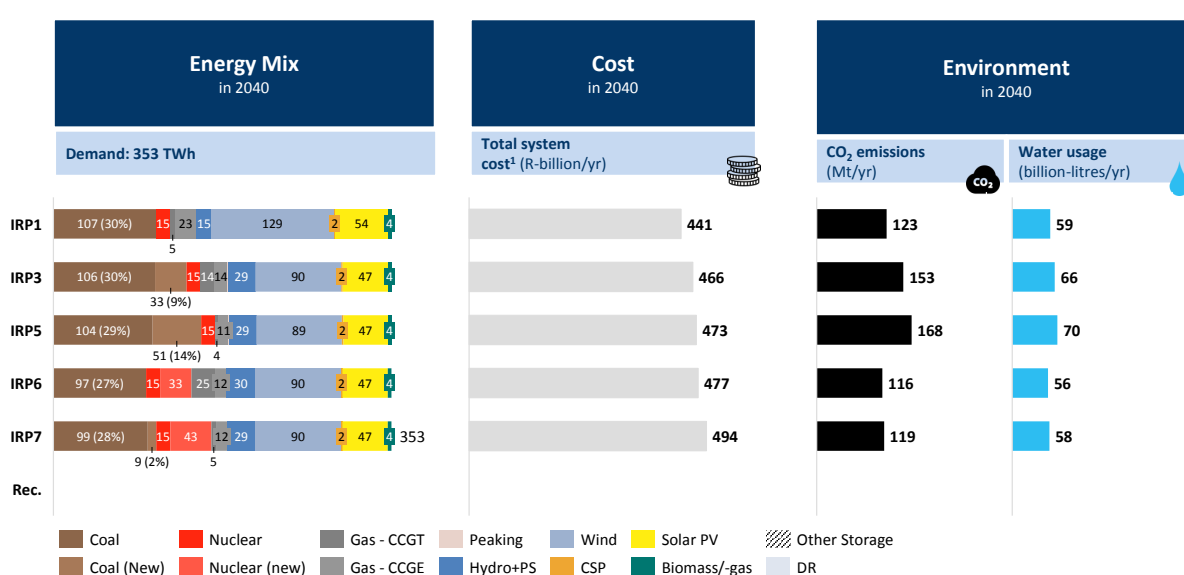 Energy Mix
in 2040
Cost
in 2040
Environment
in 2040
Demand: 353 TWh
Total system
cost¹ (R-billion/yr)
CO₂ emissions
(Mt/yr)
CO₂
Water usage
(billion-litres/yr)
IRP1 107 (30%) 15 23 15 129 2 54 4 441 123 59
5
IRP3 106 (30%) 15 14 14 29 90 2 47 4 466 153 66
33 (9%)
IRP5 104 (29%) 15 11 29 89 2 47 4 473 168 70
51 (14%) 4
IRP6 97 (27%) 15 33 25 12 30 90 2 47 4 477 116 56
IRP7 99 (28%) 15 43 12 29 90 2 47 4 353 494 119 58
9 (2%) 5
Rec.
Coal Nuclear Gas - CCGT Peaking Wind Solar PV Other Storage
Coal (New) Nuclear (new) Gas - CCGE Hydro+PS CSP Biomass/-gas DR